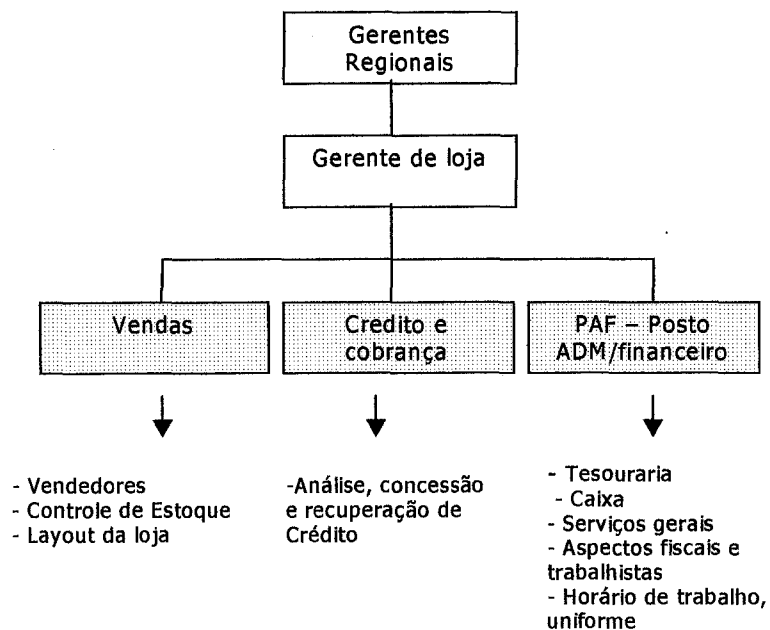 Gerentes
Regionais
Gerente de loja
Vendas
Credito e
cobrança
PAF – Posto
ADM/financeiro
- Vendedores
- Controle de Estoque
- Layout da loja
-Análise, concessão
e recuperação de
Crédito
- Tesouraria
- Caixa
- Serviços gerais
- Aspectos fiscais e
trabalhistas
- Horário de trabalho,
uniforme